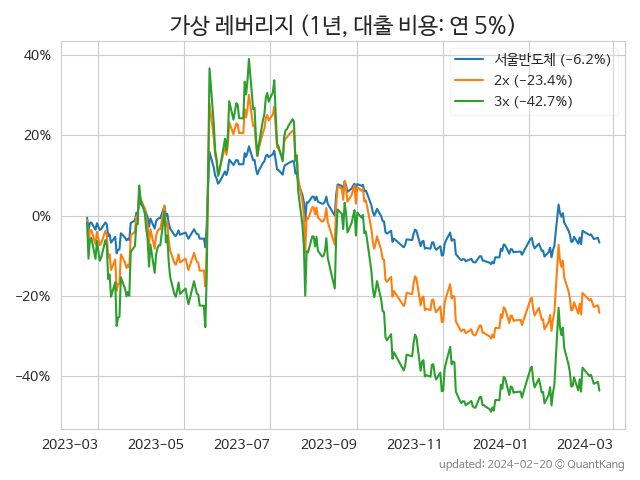 가상 레버리지 (1년, 대출 비용: 연 5%)
서울반도체 (−6.2%)
2x (−23.4%)
3x (−42.7%)
40%
20%
0%
−20%
−40%
2023-03 2023-05 2023-07 2023-09 2023-11 2024-01 2024-03
updated: 2024-02-20 © QuantKang